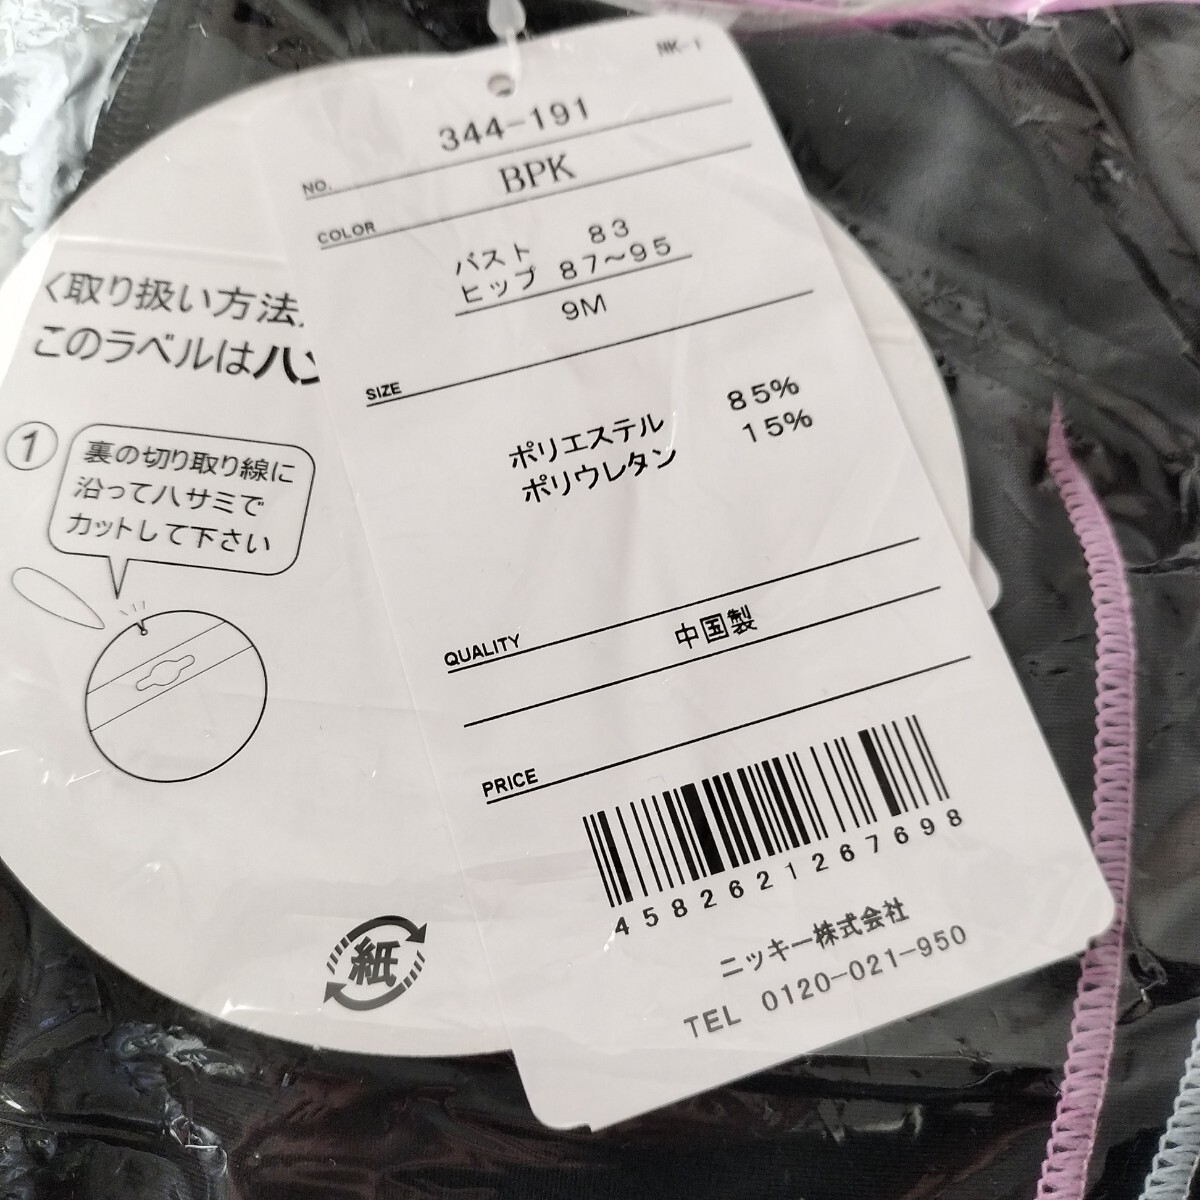 NK-1
NO. 344-191
COLOR BPK
バスト 83
ヒップ 87～95
9M
SIZE
ポリエステル 85%
ポリウレタン 15%
QUALITY
中国製
PRICE
4582621267698
ニッキー株式会社
TEL 0120-021-950
〈取り扱い方法
このラベルはハン
1
裏の切り取り線に
沿ってハサミで
カットして下さい
紙